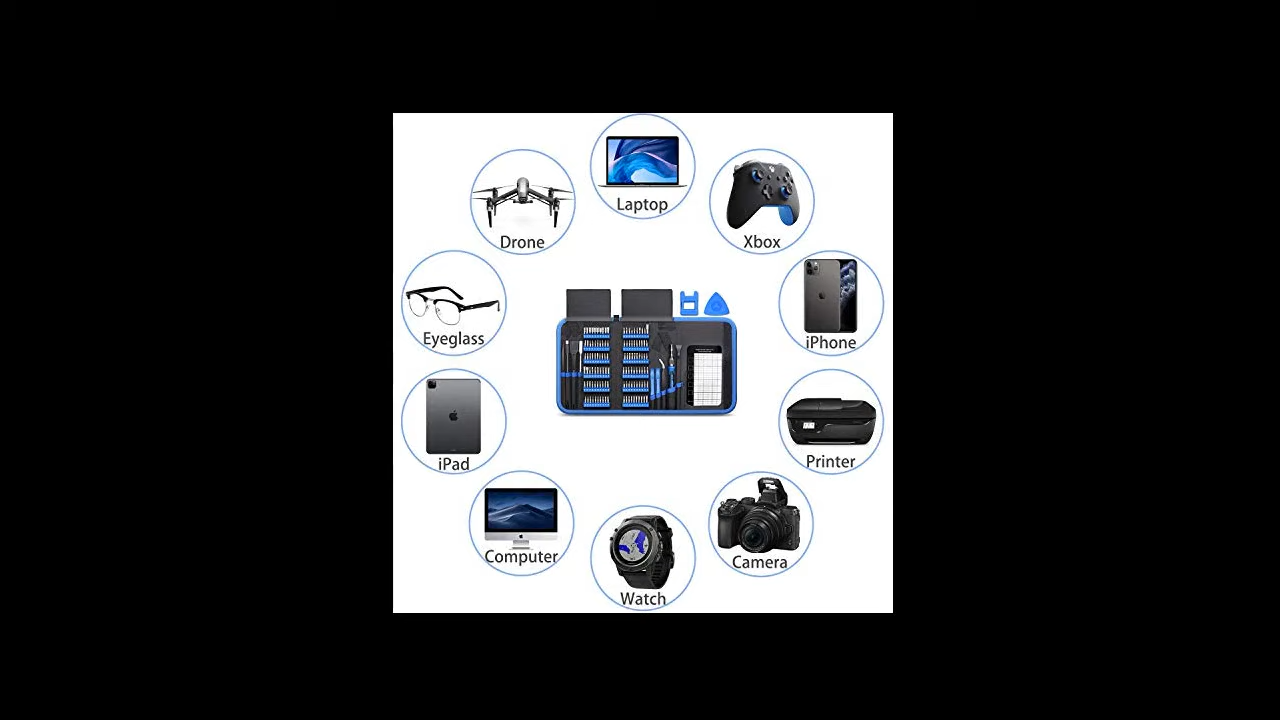 Laptop
Drone
Xbox
Eyeglass
iPhone
iPad
Printer
Computer
Camera
Watch